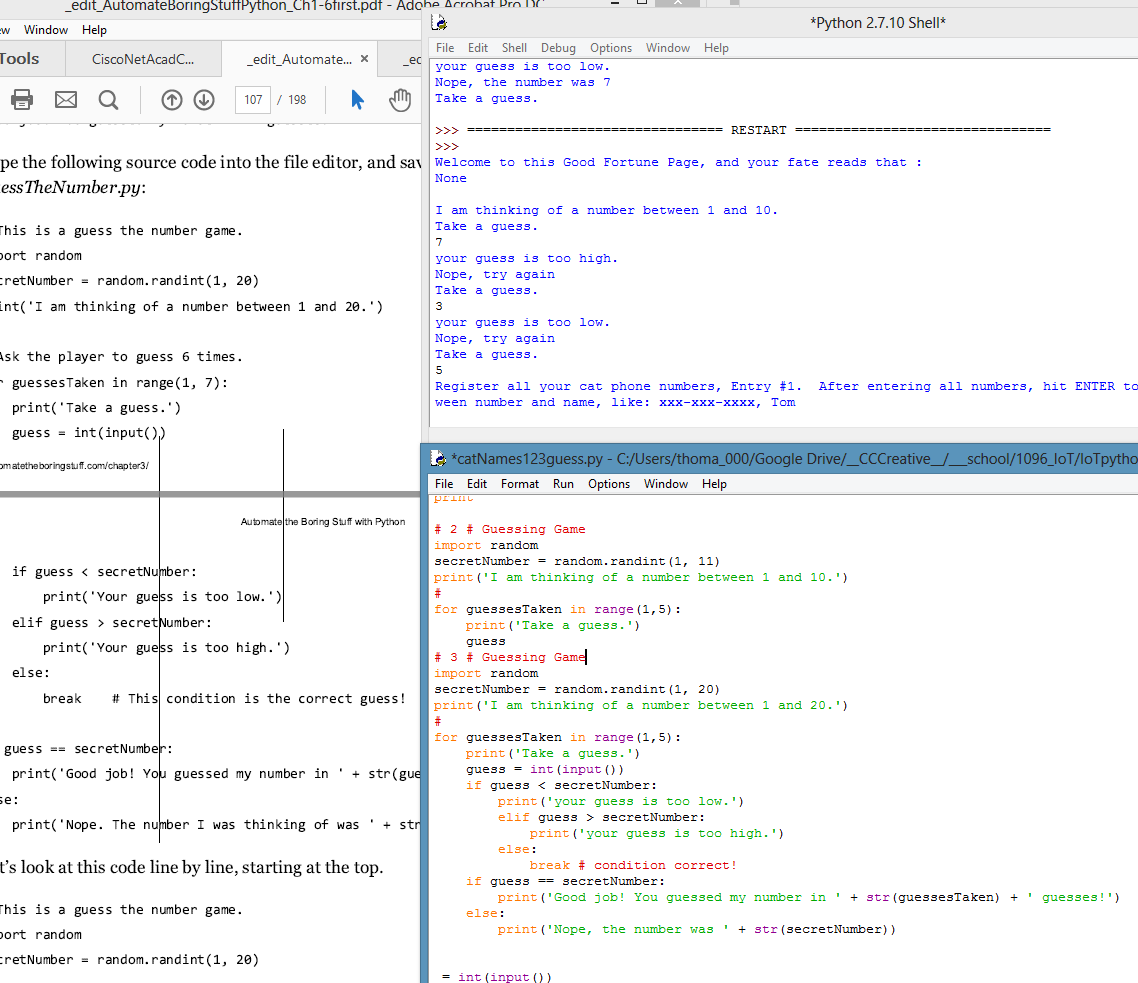 _edit_AutomateBoringStuffPython_Ch1-6first.pdf - Adobe Acrobat Pro DC
Window Help
Tools
CiscoNetAcadC...
_edit_Automate... ×
107 / 198
pe the following source code into the file editor, and sav
essTheNumber.py:
This is a guess the number game.
port random
cretNumber = random.randint(1, 20)
int('I am thinking of a number between 1 and 20.')
Ask the player to guess 6 times.
r guessesTaken in range(1, 7):
print('Take a guess.')
guess = int(input())
omatetheboringstuff.com/chapter3/
Automate the Boring Stuff with Python
if guess < secretNumber:
print('Your guess is too low.')
elif guess > secretNumber:
print('Your guess is too high.')
else:
break    # This condition is the correct guess!
guess == secretNumber:
print('Good job! You guessed my number in ' + str(gue
se:
print('Nope. The number I was thinking of was ' + str
t's look at this code line by line, starting at the top.
This is a guess the number game.
port random
cretNumber = random.randint(1, 20)
*Python 2.7.10 Shell*
File Edit Shell Debug Options Window Help
your guess is too low.
Nope, the number was 7
Take a guess.
>>> ================================ RESTART ================================
>>>
Welcome to this Good Fortune Page, and your fate reads that :
None
I am thinking of a number between 1 and 10.
Take a guess.
7
your guess is too high.
Nope, try again
Take a guess.
3
your guess is too low.
Nope, try again
Take a guess.
5
Register all your cat phone numbers, Entry #1.  After entering all numbers, hit ENTER to
ween number and name, like: xxx-xxx-xxxx, Tom
*catNames123guess.py - C:/Users/thoma_000/Google Drive/__CCCreative__/___school/1096_IoT/IoTpytho
File Edit Format Run Options Window Help
print
# 2 # Guessing Game
import random
secretNumber = random.randint(1, 11)
print('I am thinking of a number between 1 and 10.')
#
for guessesTaken in range(1,5):
print('Take a guess.')
guess
# 3 # Guessing Game
import random
secretNumber = random.randint(1, 20)
print('I am thinking of a number between 1 and 20.')
#
for guessesTaken in range(1,5):
print('Take a guess.')
guess = int(input())
if guess < secretNumber:
print('your guess is too low.')
elif guess > secretNumber:
print('your guess is too high.')
else:
break # condition correct!
if guess == secretNumber:
print('Good job! You guessed my number in ' + str(guessesTaken) + ' guesses!')
else:
print('Nope, the number was ' + str(secretNumber))
= int(input())